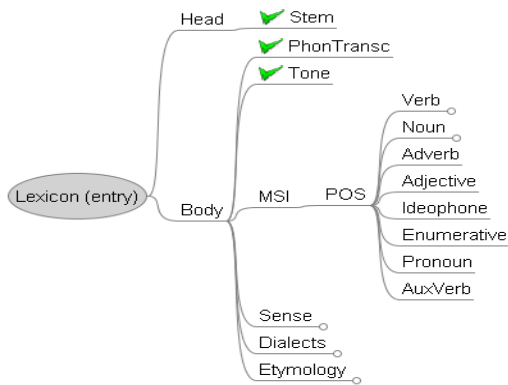 Head
Stem
PhonTransc
Tone
Verb
Noun
Adverb
Adjective
Ideophone
Enumerative
Pronoun
AuxVerb
Lexicon (entry)
Body
MSI
POS
Sense
Dialects
Etymology